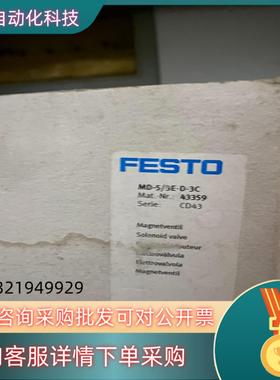 自动化科技
FESTO
MD-5/3E-D-3C
Mat.-Nr.: 43359
Serie: CD43
Magnetventil
Solenoid valve
Elettrovalvola
Magnetventil
821949929
咨询采购批发可对公开票
客服详情下单采购